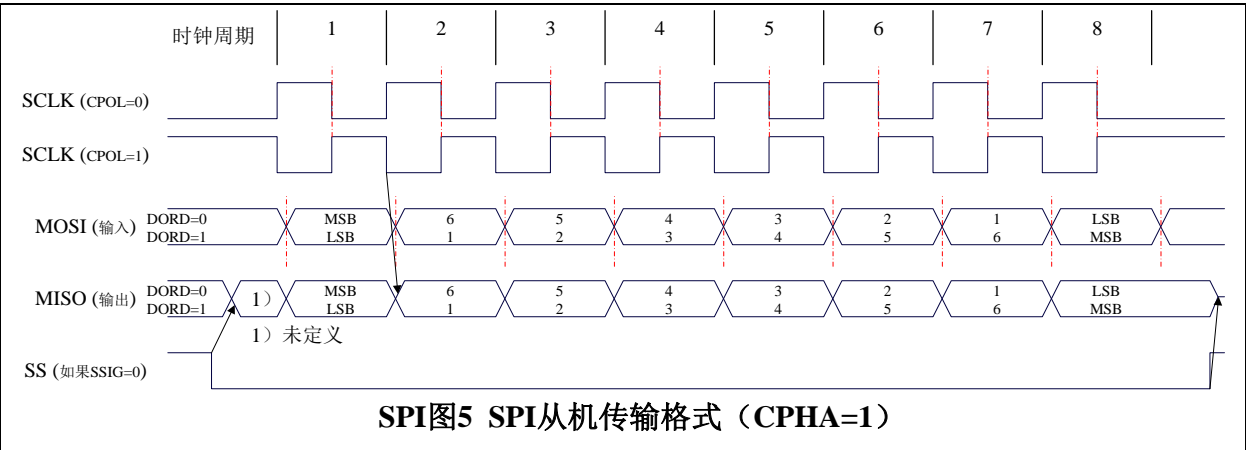 时钟周期 1 2 3 4 5 6 7 8
SCLK (CPOL=0)
SCLK (CPOL=1)
MOSI (输入) DORD=0 MSB 6 5 4 3 2 1 LSB
DORD=1 LSB 1 2 3 4 5 6 MSB
MISO (输出) DORD=0 1） MSB 6 5 4 3 2 1 LSB
DORD=1 LSB 1 2 3 4 5 6 MSB
1）未定义
SS (如果SSIG=0)
SPI图5 SPI从机传输格式（CPHA=1）